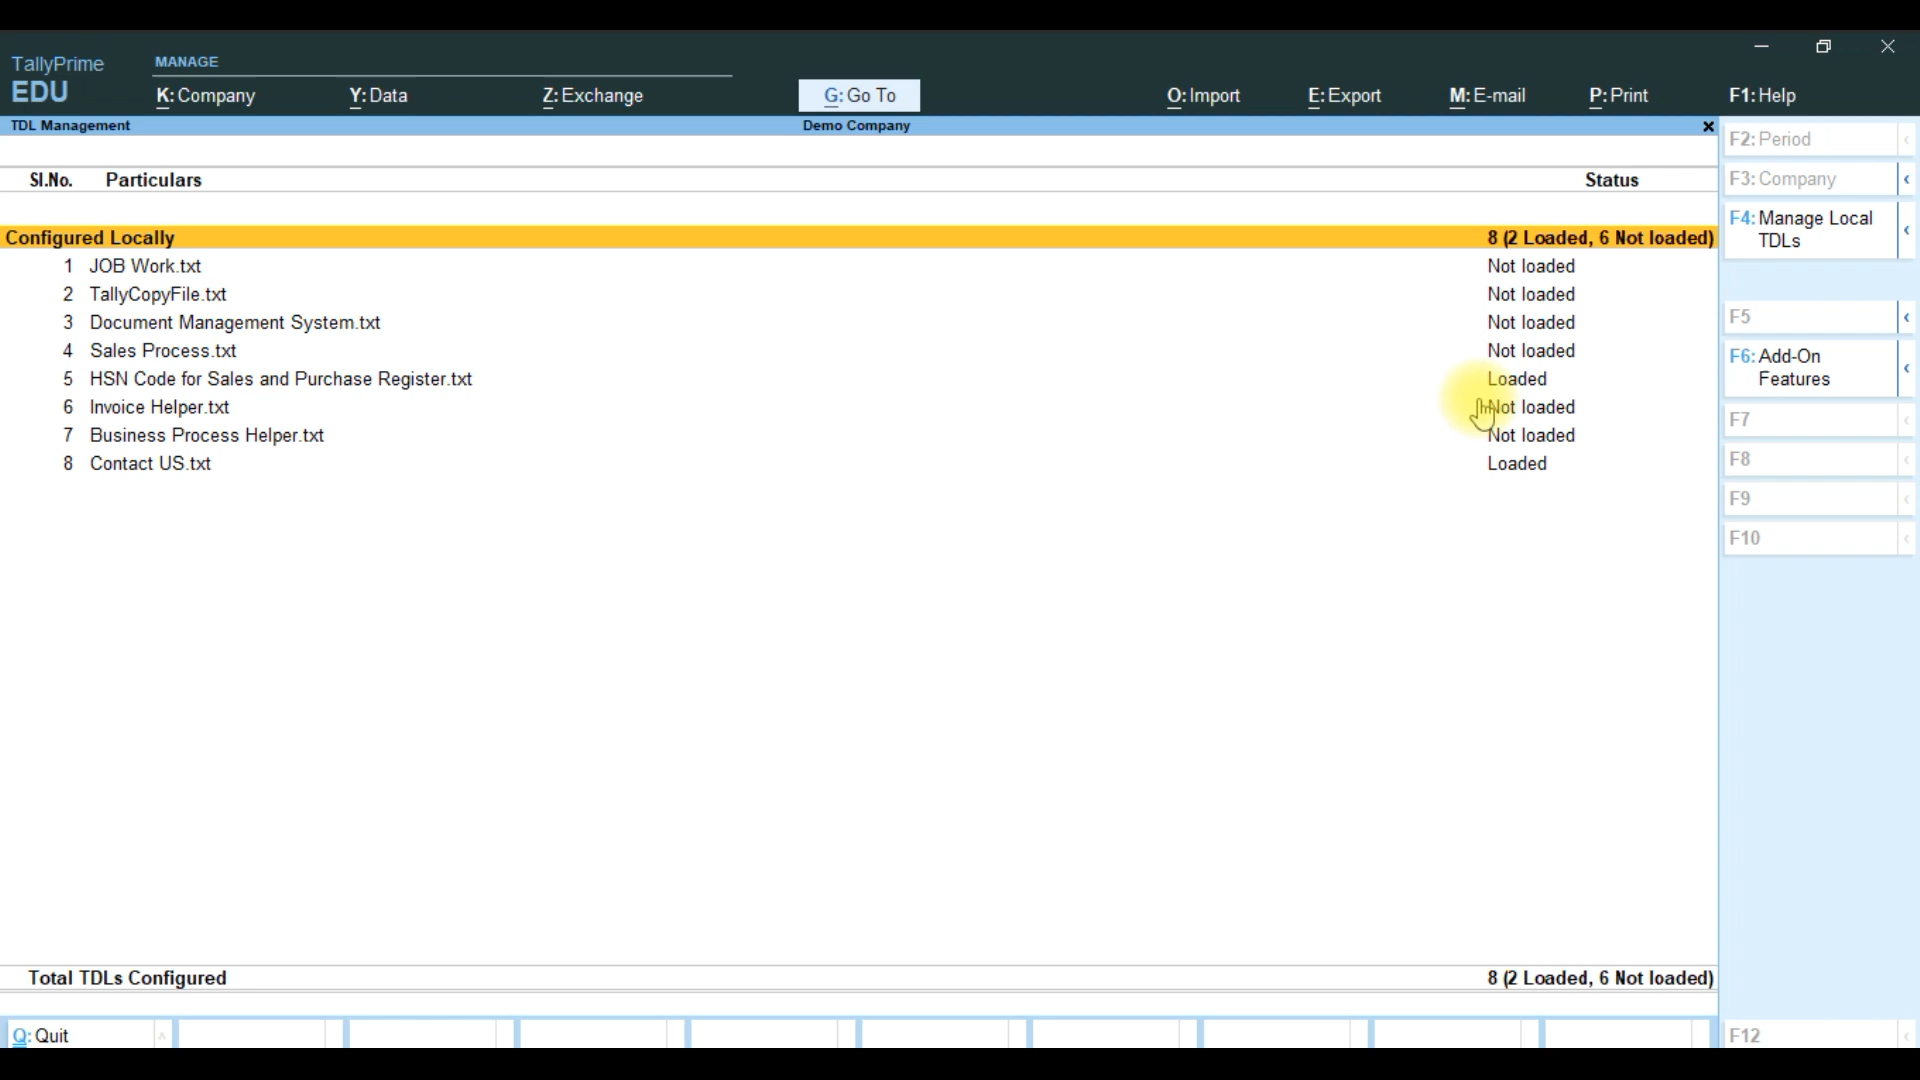 TallyPrime
EDU
MANAGE
K: Company
Y: Data
Z: Exchange
G: Go To
O: Import
E: Export
M: E-mail
P: Print
F1: Help
TDL Management
Demo Company
Sl.No. Particulars Status
Configured Locally 8 (2 Loaded, 6 Not loaded)
1 JOB Work.txt Not loaded
2 TallyCopyFile.txt Not loaded
3 Document Management System.txt Not loaded
4 Sales Process.txt Not loaded
5 HSN Code for Sales and Purchase Register.txt Loaded
6 Invoice Helper.txt Not loaded
7 Business Process Helper.txt Not loaded
8 Contact US.txt Loaded
Total TDLs Configured 8 (2 Loaded, 6 Not loaded)
Q: Quit
F2: Period
F3: Company
F4: Manage Local
TDLs
F5
F6: Add-On
Features
F7
F8
F9
F10
F12